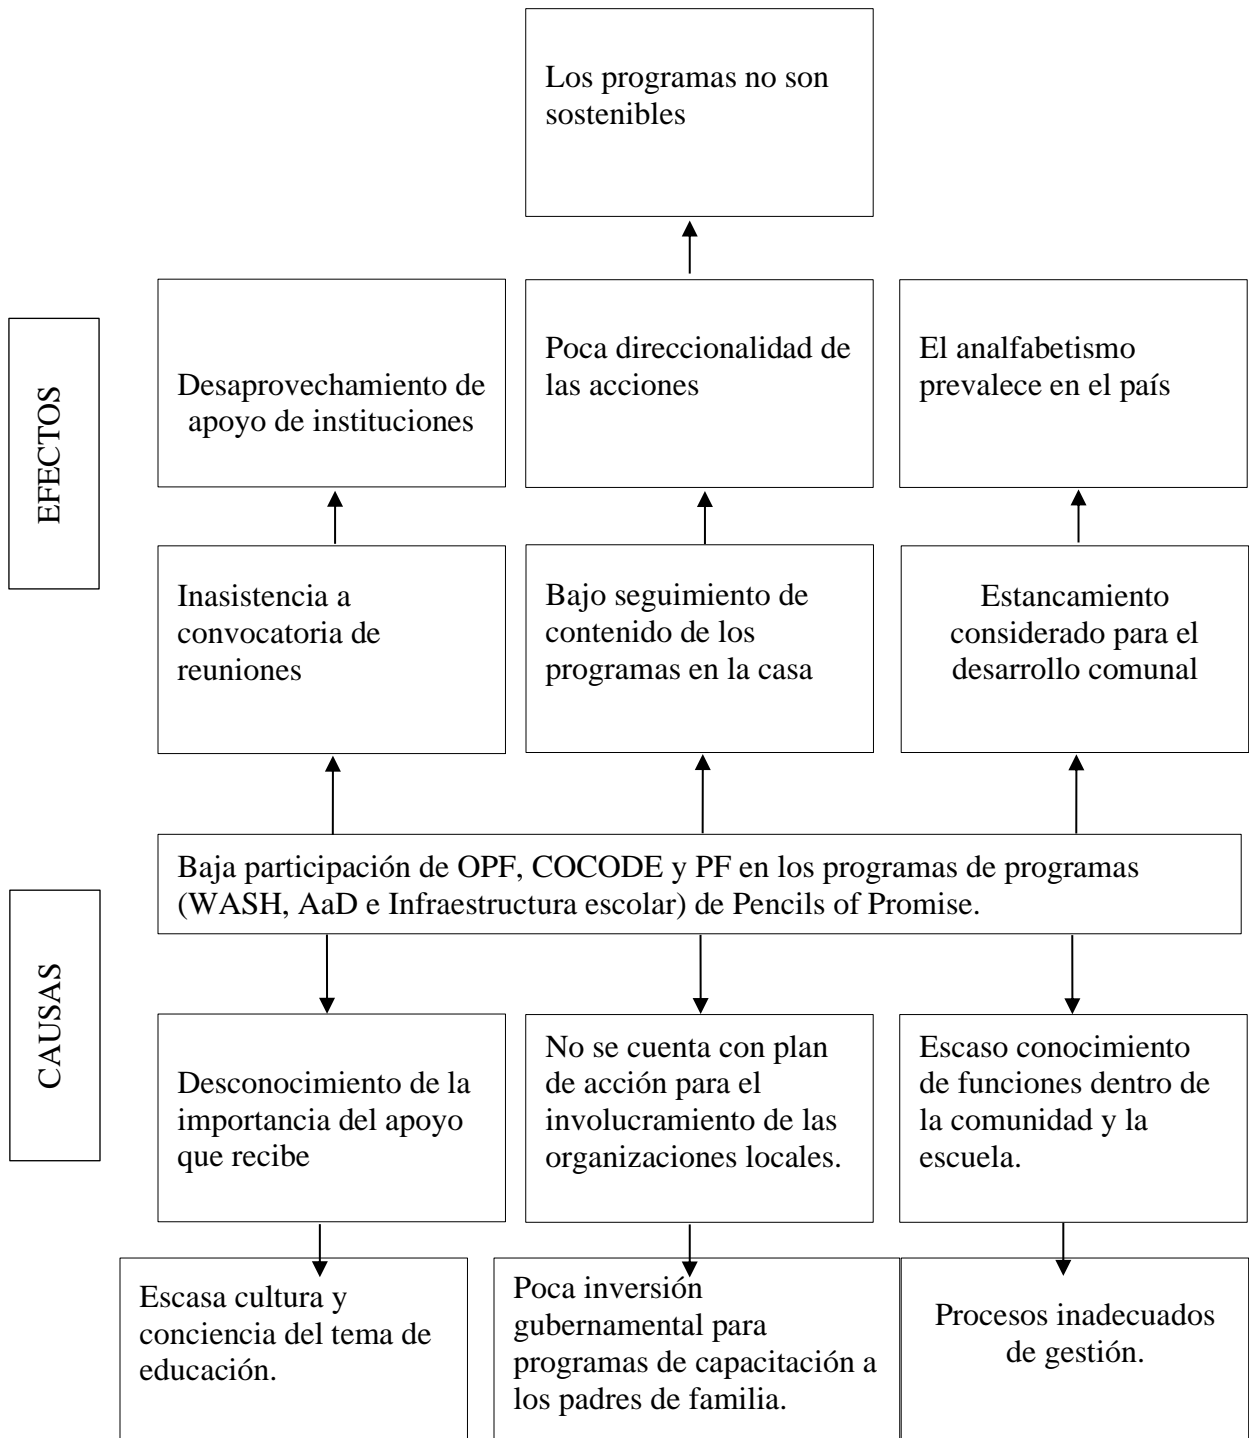 Los programas no son
sostenibles
EFECTOS
Desaprovechamiento de
apoyo de instituciones
Poca direccionalidad de
las acciones
El analfabetismo
prevalece en el país
Inasistencia a
convocatoria de
reuniones
Bajo seguimiento de
contenido de los
programas en la casa
Estancamiento
considerado para el
desarrollo comunal
Baja participación de OPF, COCODE y PF en los programas de programas
(WASH, AaD e Infraestructura escolar) de Pencils of Promise.
CAUSAS
Desconocimiento de la
importancia del apoyo
que recibe
No se cuenta con plan
de acción para el
involucramiento de las
organizaciones locales.
Escaso conocimiento
de funciones dentro de
la comunidad y la
escuela.
Escasa cultura y
conciencia del tema de
educación.
Poca inversión
gubernamental para
programas de capacitación a
los padres de familia.
Procesos inadecuados
de gestión.